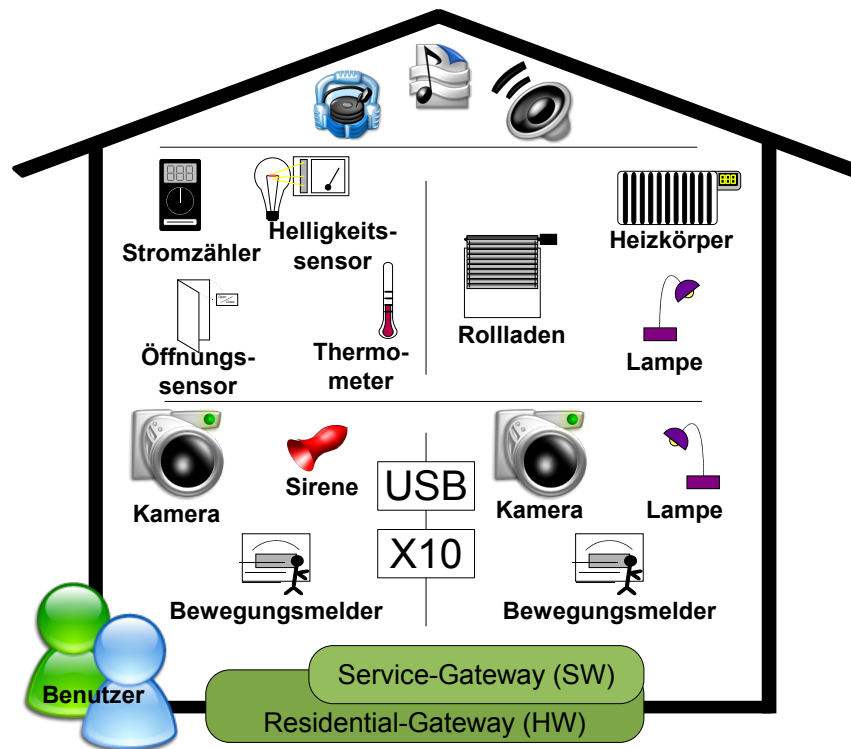 Stromzähler
Helligkeits-
sensor
Heizkörper
Öffnungs-
sensor
Thermo-
meter
Rollladen
Lampe
Kamera
Sirene
USB
X10
Kamera
Lampe
Bewegungsmelder
Bewegungsmelder
Benutzer
Service-Gateway (SW)
Residential-Gateway (HW)